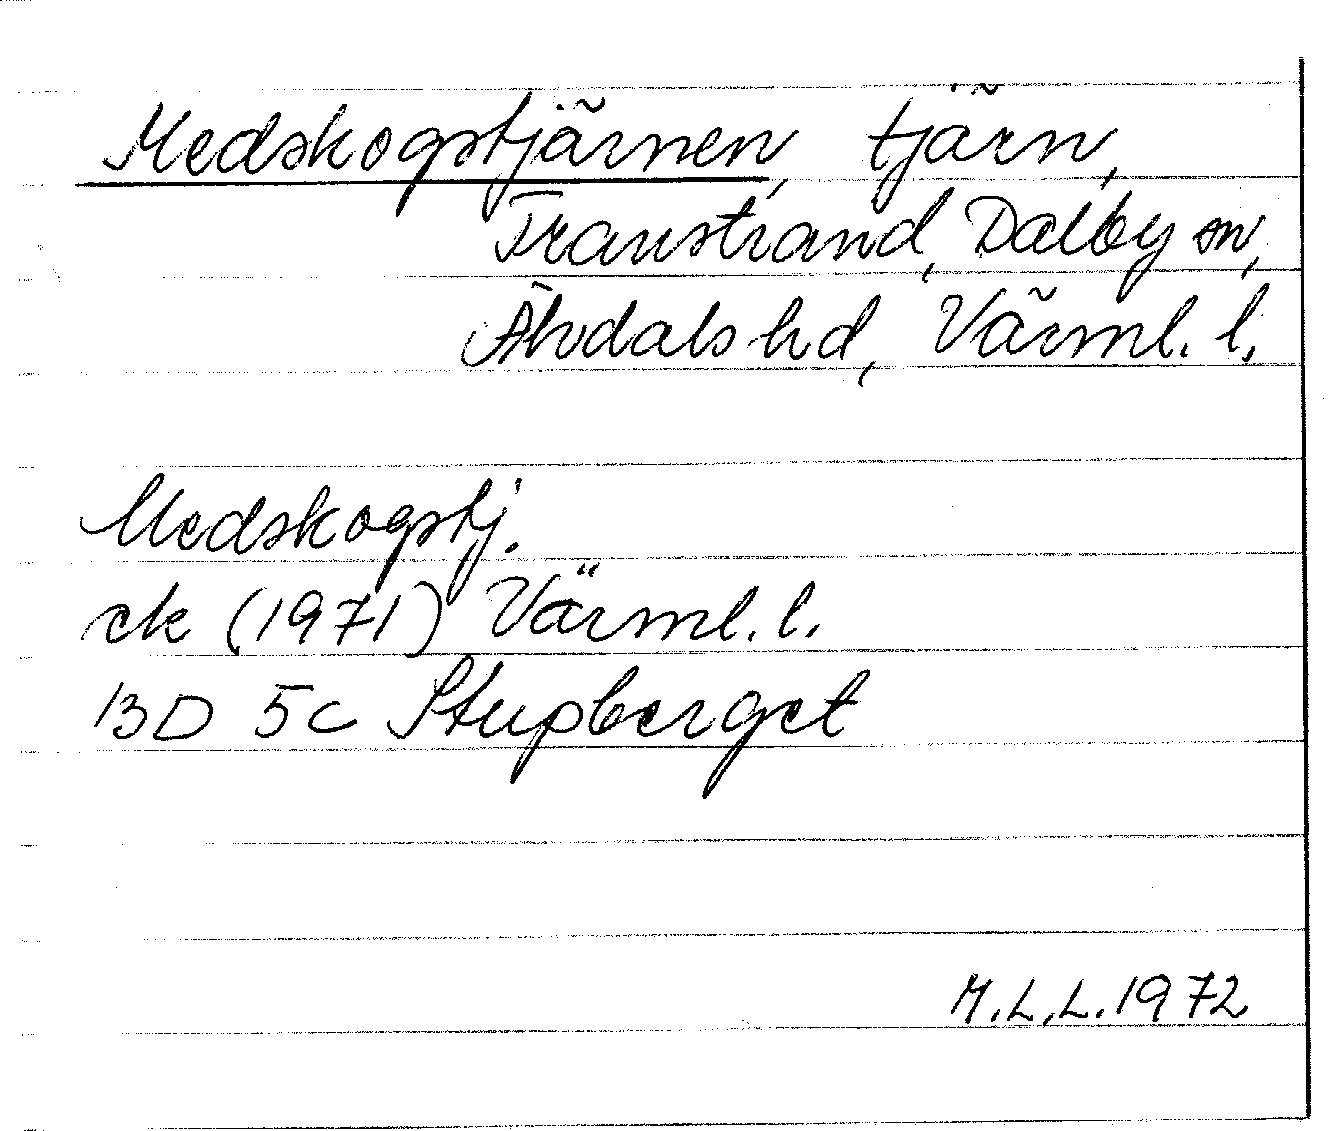 Medskogstjärnen, tjärn,
Transtrand, Dalby sn,
Älvdals hd, Värml. l.
Medskogstj.
ek (1971) Värml. l.
13D 5c Stupberget
M.L.L. 1972